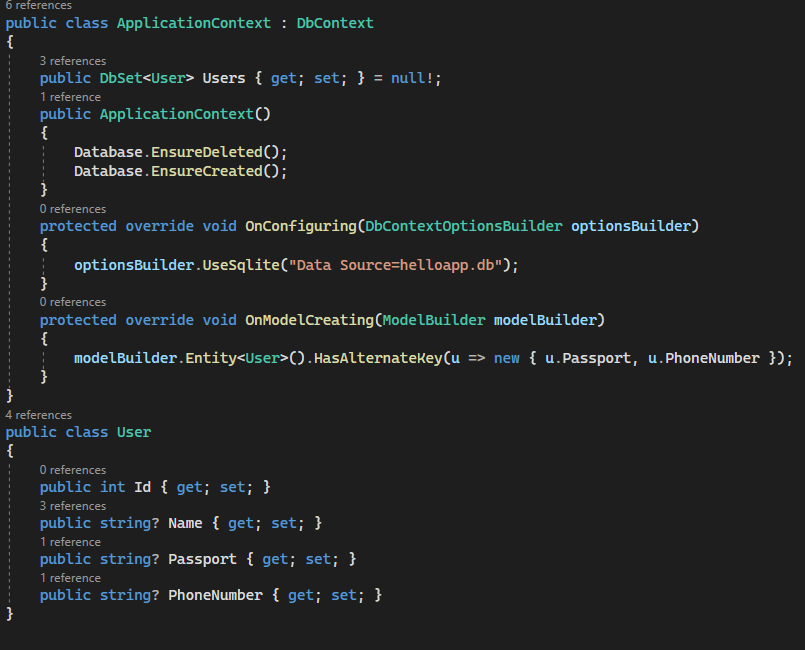 6 references
public class ApplicationContext : DbContext
{
3 references
public DbSet<User> Users { get; set; } = null!;
1 reference
public ApplicationContext()
{
Database.EnsureDeleted();
Database.EnsureCreated();
}
0 references
protected override void OnConfiguring(DbContextOptionsBuilder optionsBuilder)
{
optionsBuilder.UseSqlite("Data Source=helloapp.db");
}
0 references
protected override void OnModelCreating(ModelBuilder modelBuilder)
{
modelBuilder.Entity<User>().HasAlternateKey(u => new { u.Passport, u.PhoneNumber });
}
}
4 references
public class User
{
0 references
public int Id { get; set; }
3 references
public string? Name { get; set; }
1 reference
public string? Passport { get; set; }
1 reference
public string? PhoneNumber { get; set; }
}